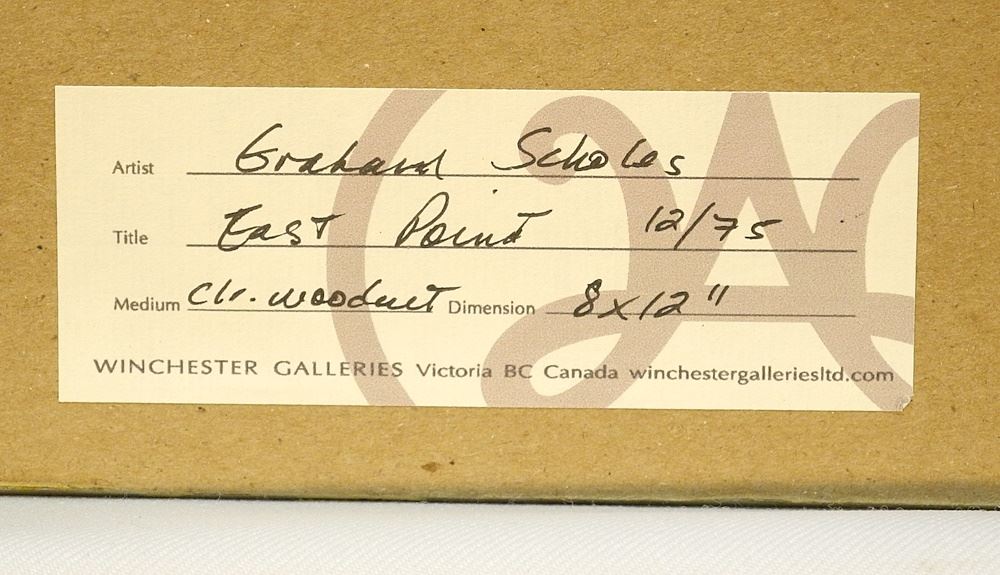 Artist Graham Scholes
Title East Point 12/75
Medium Clr. woodcut Dimension 8x12"
WINCHESTER GALLERIES Victoria BC Canada winchestergalleriesltd.com